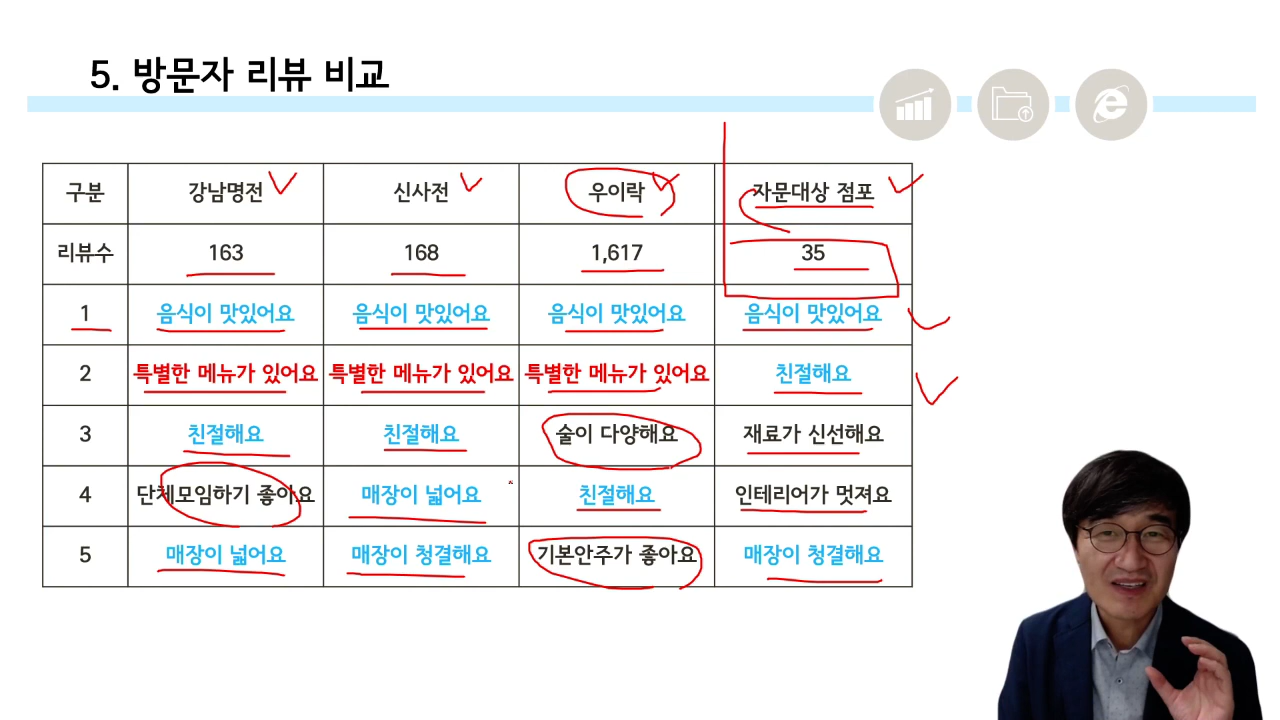 5. 방문자 리뷰 비교
구분 강남명전 신사전 우이락 자문대상 점포
리뷰수 163 168 1,617 35
1 음식이 맛있어요 음식이 맛있어요 음식이 맛있어요 음식이 맛있어요
2 특별한 메뉴가 있어요 특별한 메뉴가 있어요 특별한 메뉴가 있어요 친절해요
3 친절해요 친절해요 술이 다양해요 재료가 신선해요
4 단체모임하기 좋아요 매장이 넓어요 친절해요 인테리어가 멋져요
5 매장이 넓어요 매장이 청결해요 기본안주가 좋아요 매장이 청결해요